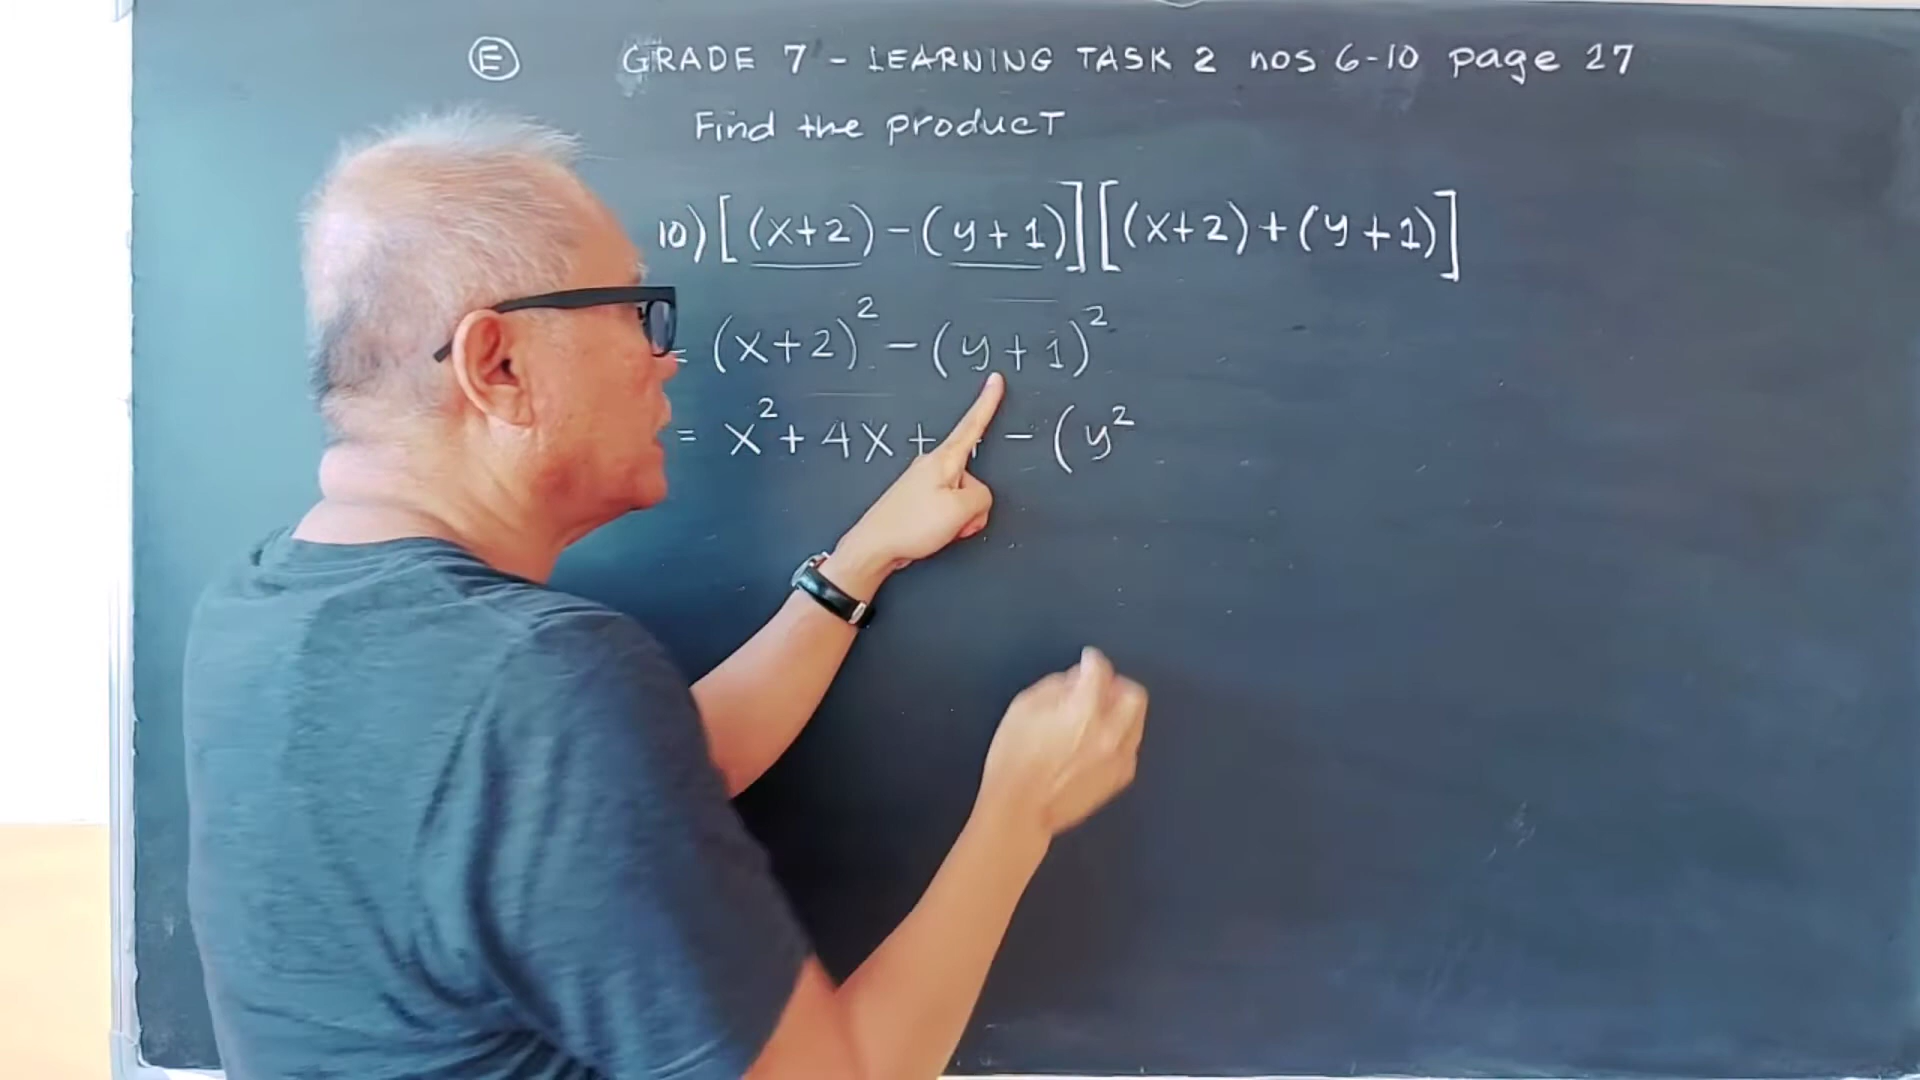 E GRADE 7 - LEARNING TASK 2 nos 6-10 page 27
Find the product
10) [(x+2)-(y+1)][(x+2)+(y+1)]
= (x+2)² - (y+1)²
= x² + 4x + - (y²